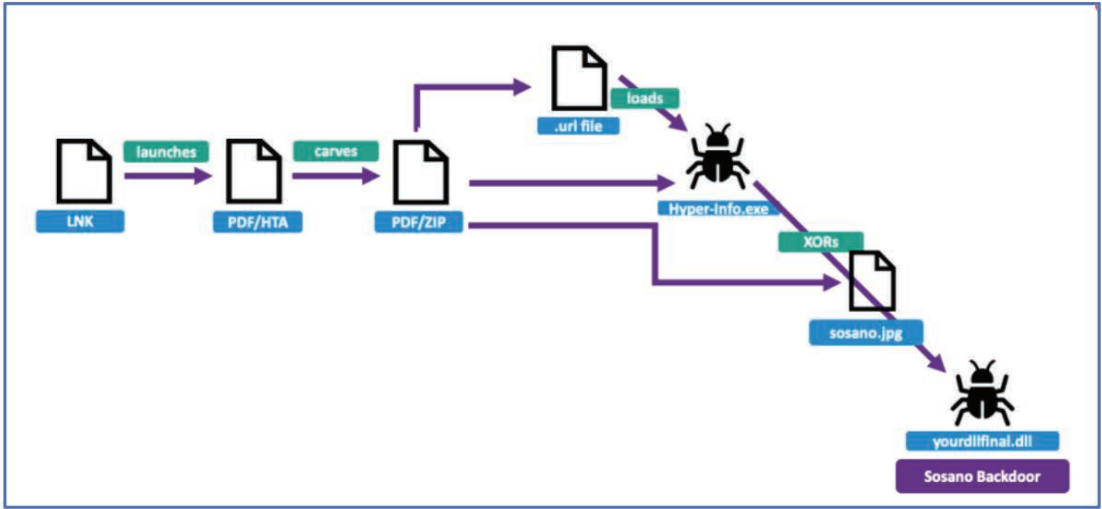 launches
carves
loads
.url file
LNK
PDF/HTA
PDF/ZIP
Hyper-info.exe
XORs
sosano.jpg
yourdllfinal.dll
Sosano Backdoor